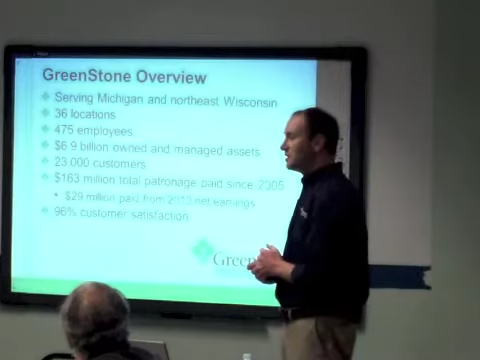 GreenStone Overview
Serving Michigan and northeast Wisconsin
36 locations
475 employees
$6.9 billion owned and managed assets
23,000 customers
$163 million total patronage paid since 2005
$29 million paid from 2013 net earnings
96% customer satisfaction
Green